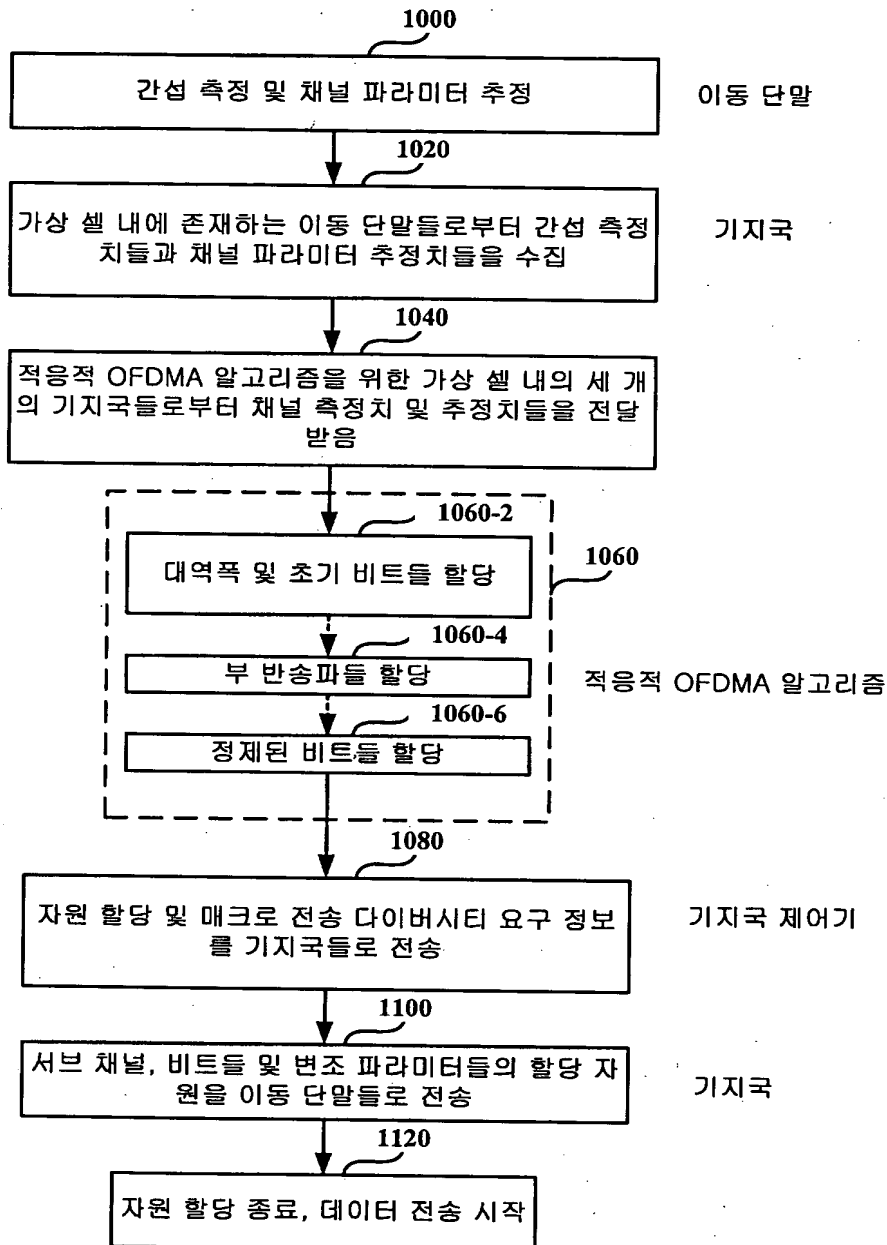 1000
간섭 측정 및 채널 파라미터 추정
이동 단말
1020
가상 셀 내에 존재하는 이동 단말들로부터 간섭 측정
치들과 채널 파라미터 추정치들을 수집
기지국
1040
적응적 OFDMA 알고리즘을 위한 가상 셀 내의 세 개
의 기지국들로부터 채널 측정치 및 추정치들을 전달
받음
1060-2
대역폭 및 초기 비트들 할당
1060
1060-4
부 반송파들 할당
적응적 OFDMA 알고리즘
1060-6
정제된 비트들 할당
1080
자원 할당 및 매크로 전송 다이버시티 요구 정보
를 기지국들로 전송
기지국 제어기
1100
서브 채널, 비트들 및 변조 파라미터들의 할당 자
원을 이동 단말들로 전송
기지국
1120
자원 할당 종료, 데이터 전송 시작